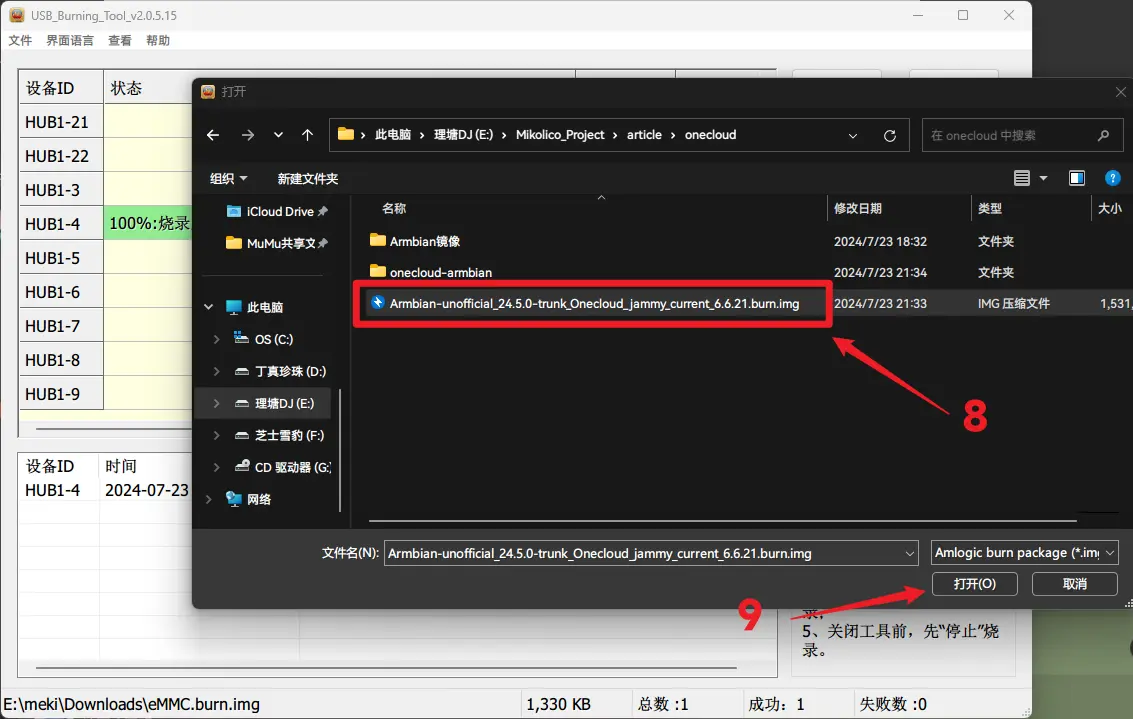 USB_Burning_Tool_v2.0.5.15
文件 界面语言 查看 帮助
设备ID 状态
HUB1-21
HUB1-22
HUB1-3
HUB1-4 100%:烧录
HUB1-5
HUB1-6
HUB1-7
HUB1-8
HUB1-9
设备ID 时间
HUB1-4 2024-07-23
打开
此电脑 › 理塘DJ (E:) › Mikolico_Project › article › onecloud
在 onecloud 中搜索
组织 新建文件夹
iCloud Drive
MuMu共享文
此电脑
OS (C:)
丁真珍珠 (D:)
理塘DJ (E:)
芝士雪豹 (F:)
CD 驱动器 (G:)
网络
名称 修改日期 类型 大小
Armbian镜像 2024/7/23 18:32 文件夹
onecloud-armbian 2024/7/23 21:34 文件夹
Armbian-unofficial_24.5.0-trunk_Onecloud_jammy_current_6.6.21.burn.img 2024/7/23 21:33 IMG 压缩文件 1,531,
8
文件名(N): Armbian-unofficial_24.5.0-trunk_Onecloud_jammy_current_6.6.21.burn.img Amlogic burn package (*.img
打开(O) 取消
9
录;
5、关闭工具前，先“停止”烧
录。
E:\meki\Downloads\eMMC.burn.img 1,330 KB 总数 :1 成功：1 失败数 :0